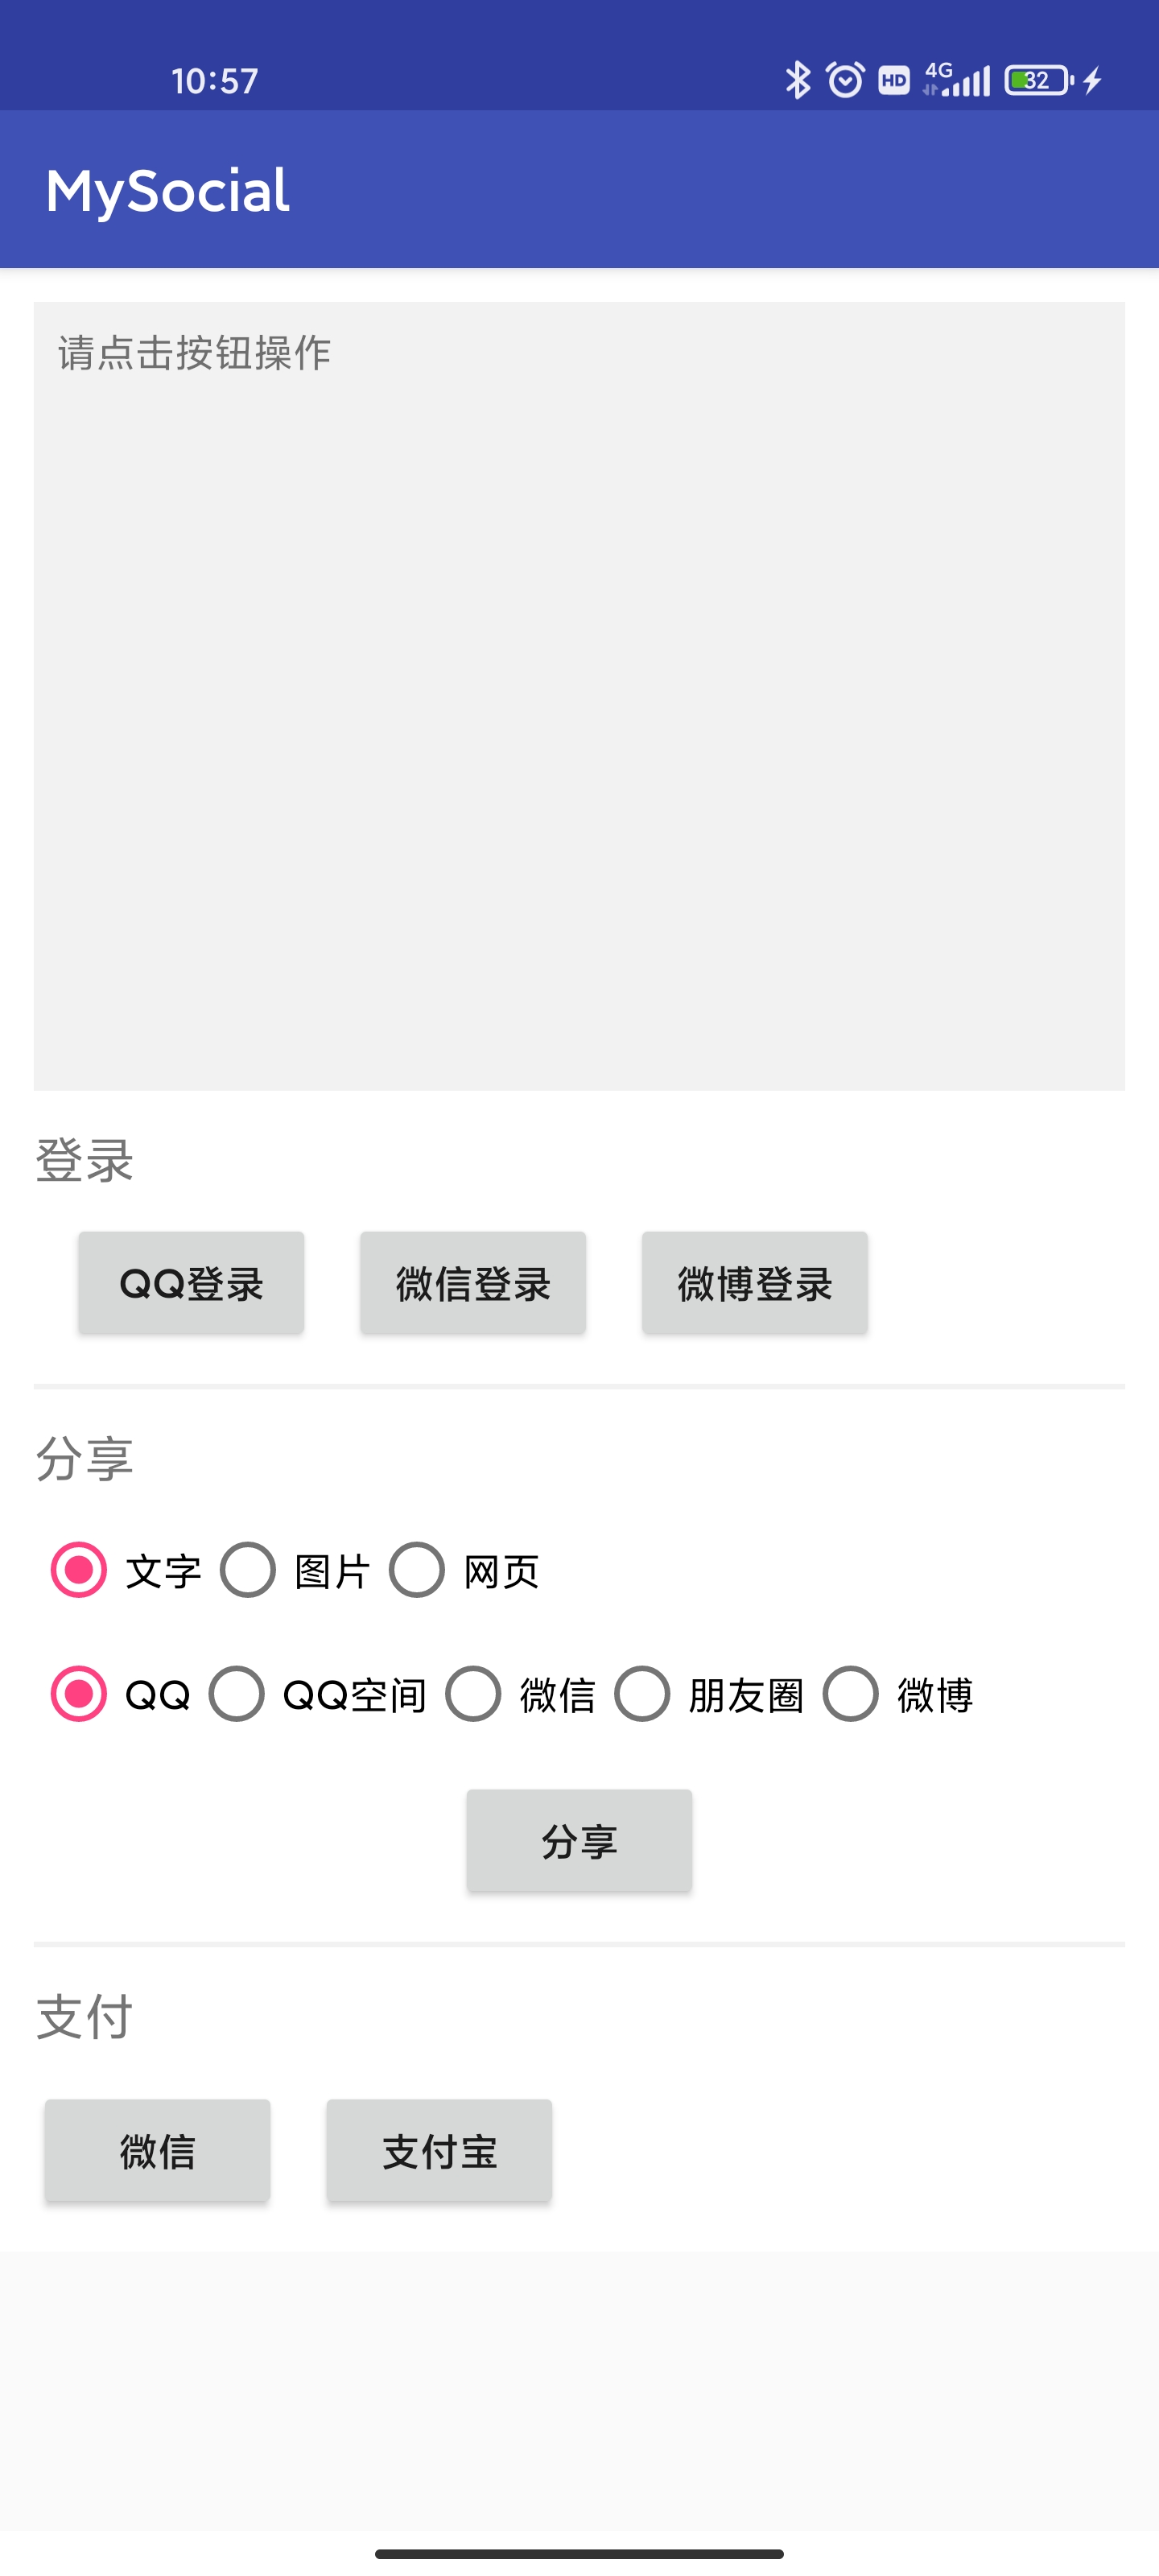 10:57 HD 4G 32
MySocial
请点击按钮操作
登录
QQ登录 微信登录 微博登录
分享
文字 图片 网页
QQ QQ空间 微信 朋友圈 微博
分享
支付
微信 支付宝